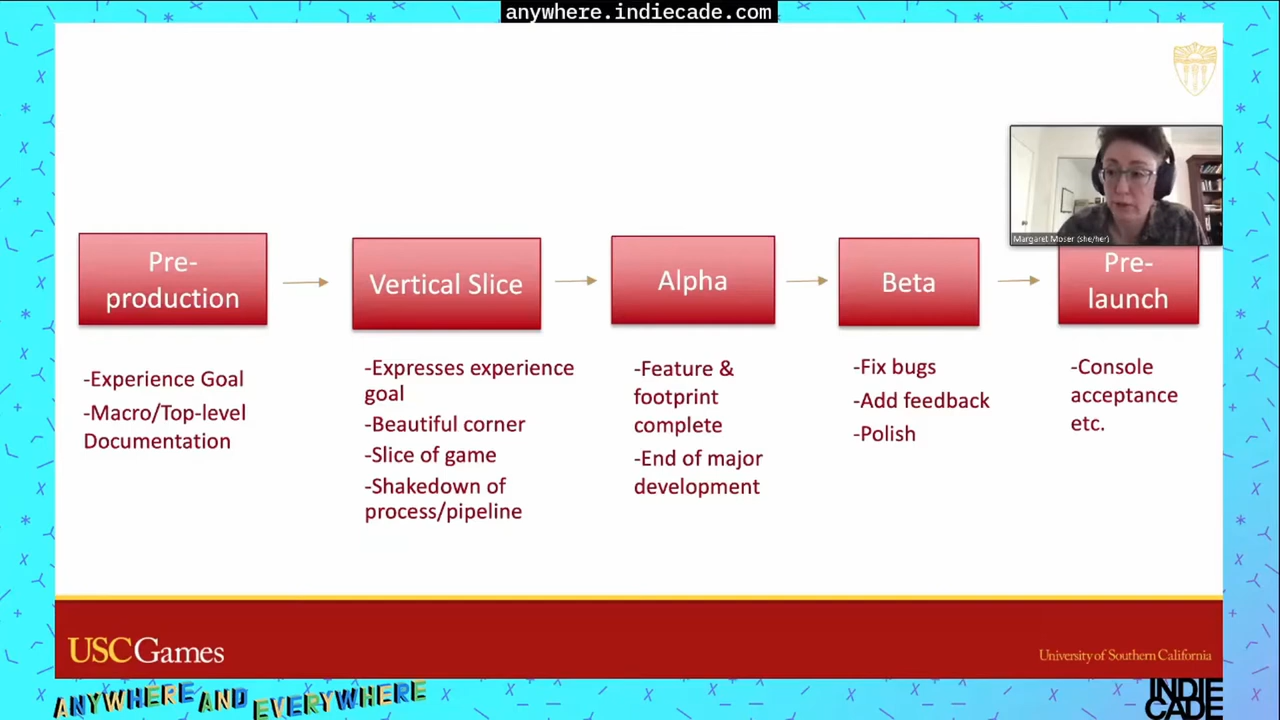 anywhere.indiecade.com
Margaret Moser (she/her)
Pre-
production
Vertical Slice
Alpha
Beta
Pre-
launch
-Experience Goal
-Macro/Top-level
Documentation
-Expresses experience
goal
-Beautiful corner
-Slice of game
-Shakedown of
process/pipeline
-Feature &
footprint
complete
-End of major
development
-Fix bugs
-Add feedback
-Polish
-Console
acceptance
etc.
USCGames
University of Southern California
ANYWHERE AND EVERYWHERE
INDIE
CADE